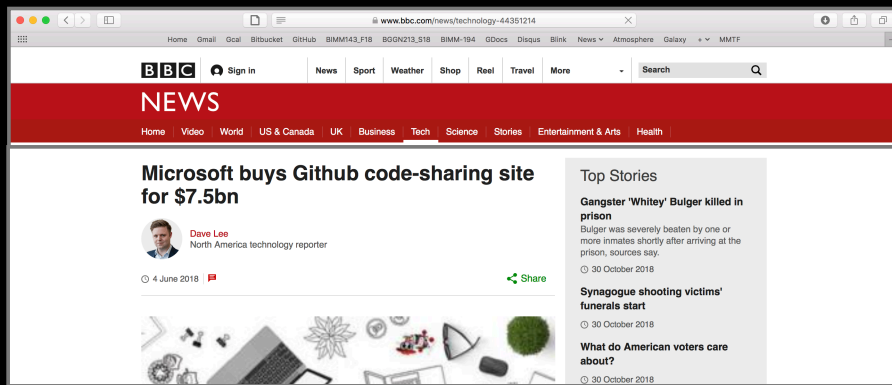 www.bbc.com/news/technology-44351214
Home Gmail Gcal Bitbucket GitHub BIMM143_F18 BGGN213_S18 BIMM-194 GDocs Disqus Blink News Atmosphere Galaxy + MMTF
BBC Sign in News Sport Weather Shop Reel Travel More Search
NEWS
Home Video World US & Canada UK Business Tech Science Stories Entertainment & Arts Health
Microsoft buys Github code-sharing site
for $7.5bn
Dave Lee
North America technology reporter
4 June 2018
Share
Top Stories
Gangster 'Whitey' Bulger killed in
prison
Bulger was severely beaten by one or
more inmates shortly after arriving at the
prison, sources say.
30 October 2018
Synagogue shooting victims'
funerals start
30 October 2018
What do American voters care
about?
30 October 2018